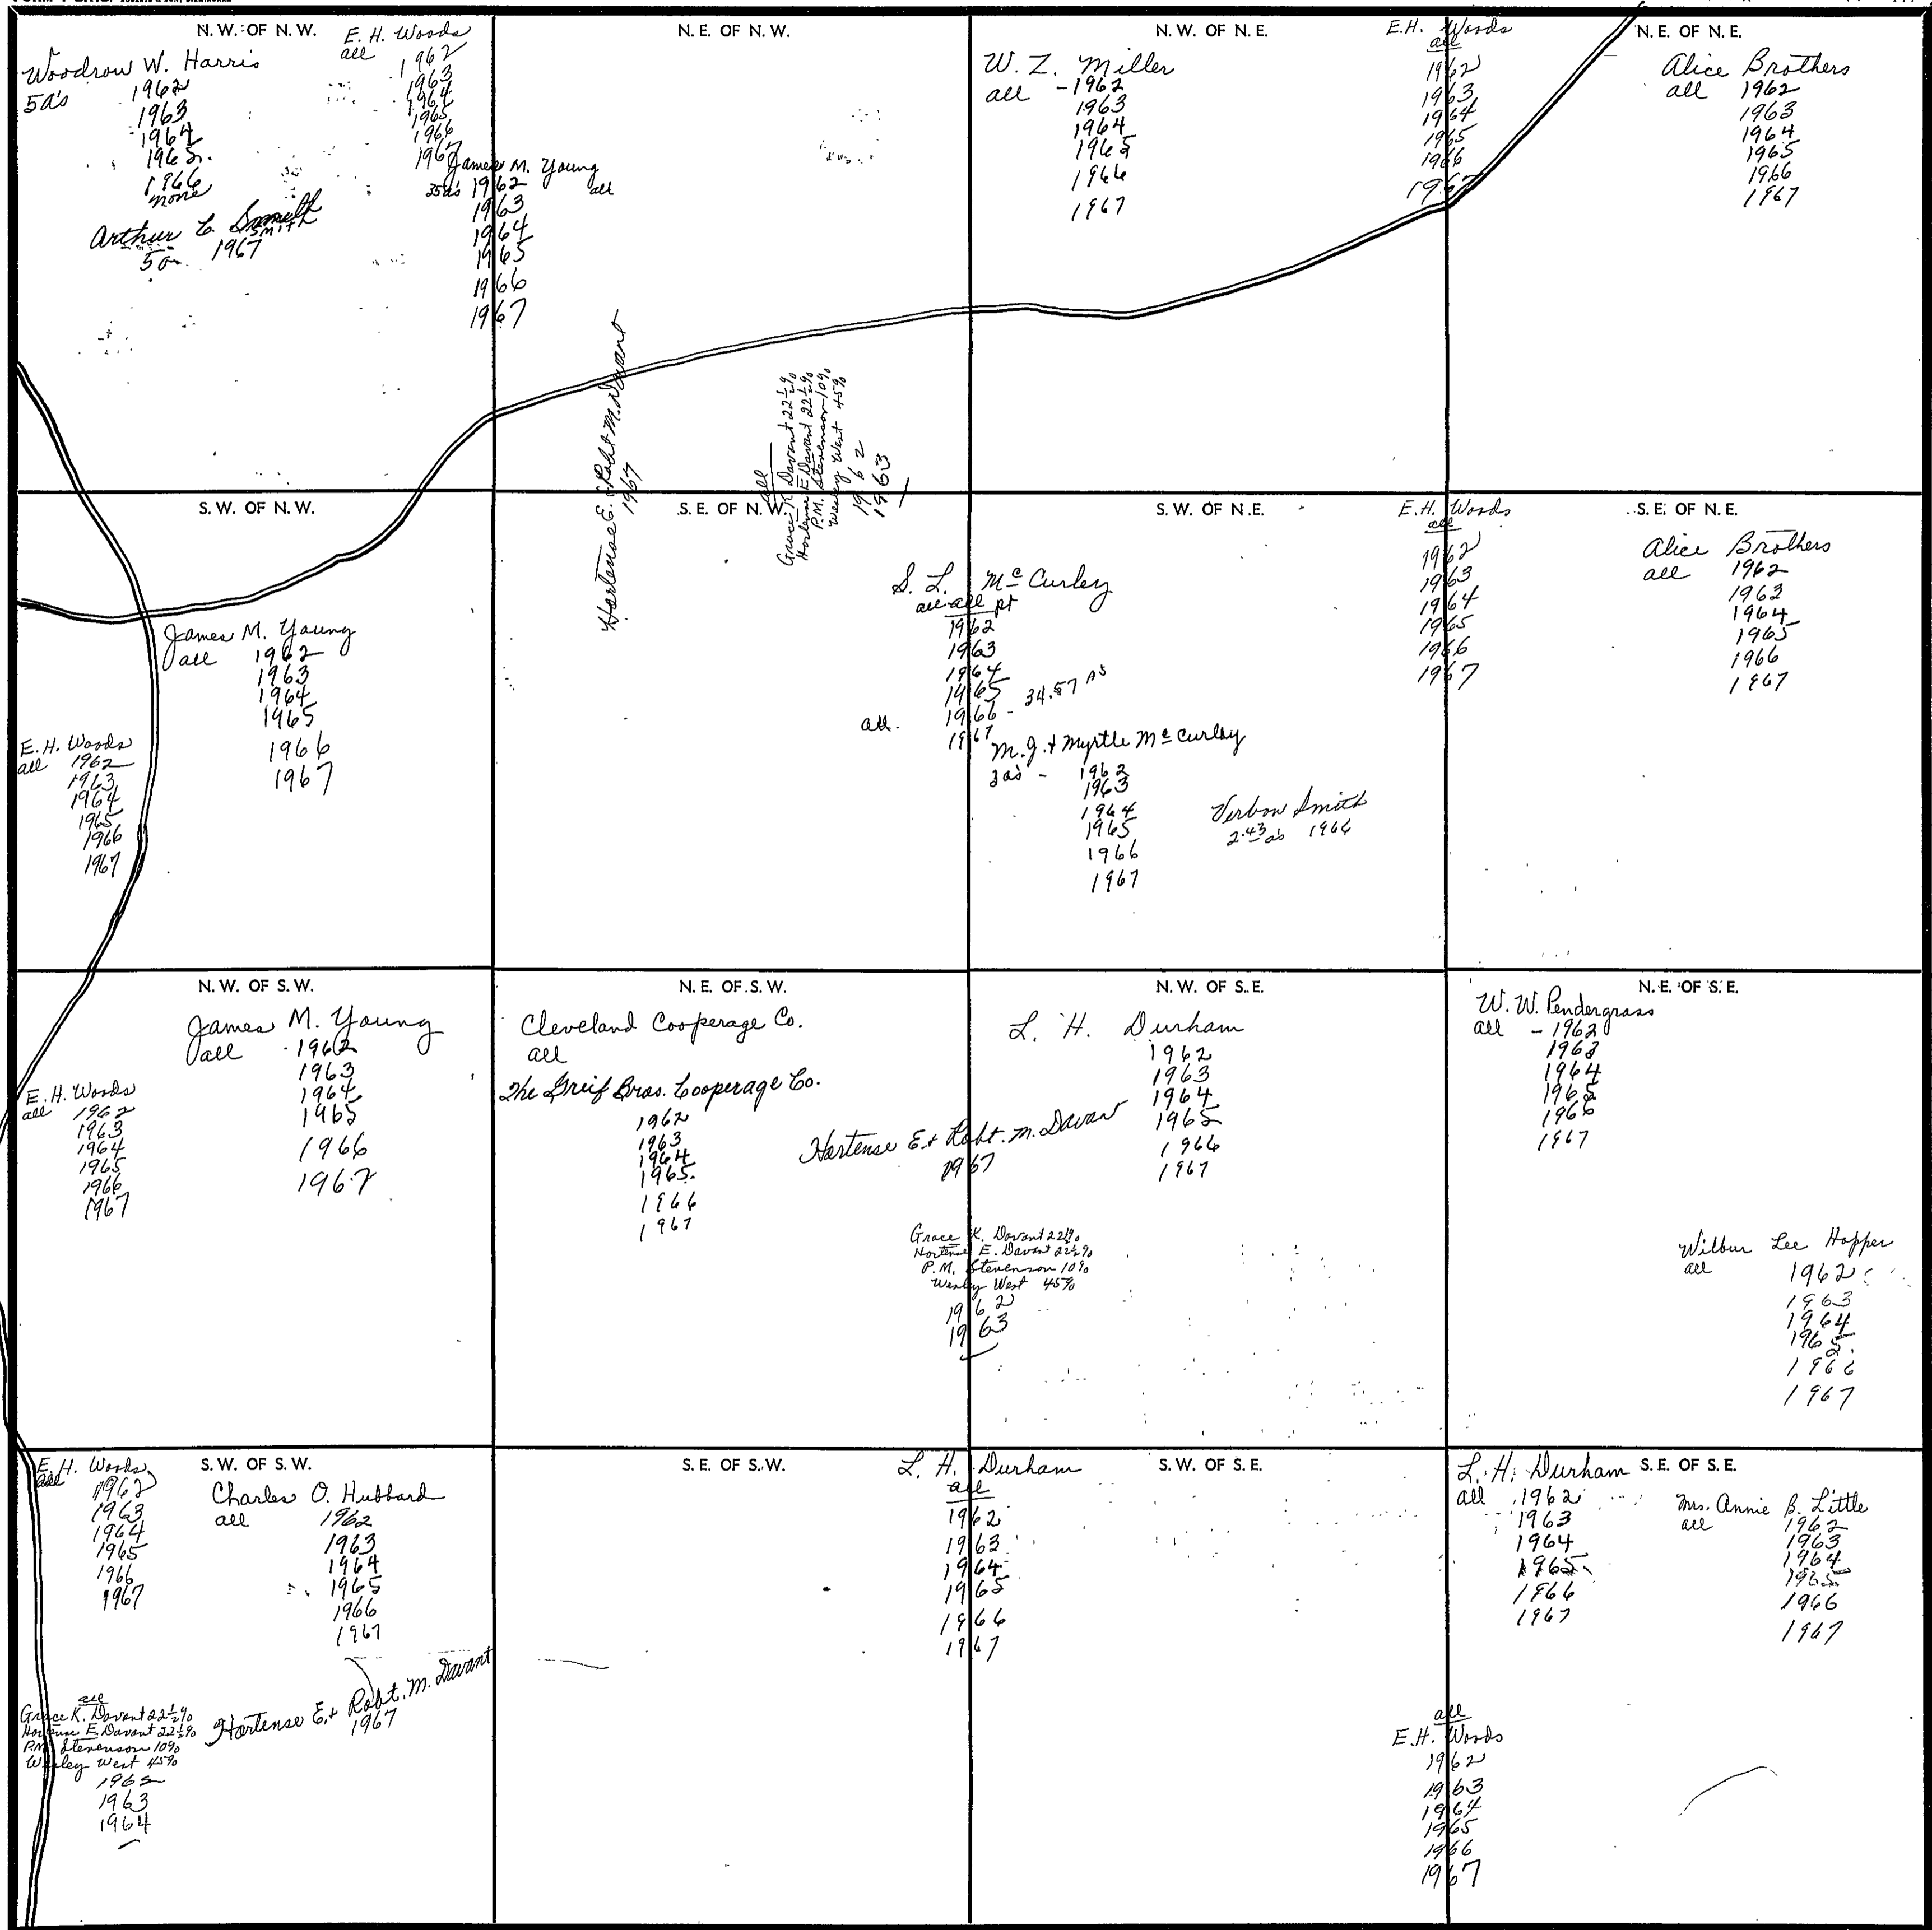 N. W. OF N. W.
Woodrow W. Harris
5 a's
1962
1963
1964
1965
1966
none
Arthur C. Smith
SMITH
5 a 1967
E. H. Woods
all
1962
1963
1964
1965
1966
1967
James M. Young
35 a's 1962 all
1963
1964
1965
1966
1967
N. E. OF N. W.
Hortense E. & Robt M. Davant
1967
all
Grace K. Davant 22½%
Hortense E. Davant 22½%
P.M. Stevenson 10%
Wesley West 45%
1962
1963
N. W. OF N. E.
W. Z. Miller
all - 1962
1963
1964
1965
1966
1967
E.H. Woods
all
1962
1963
1964
1965
1966
1967
N. E. OF N. E.
Alice Brothers
all 1962
1963
1964
1965
1966
1967
S. W. OF N. W.
James M. Young
all 1962
1963
1964
1965
1966
1967
E.H. Woods
all 1962
1963
1964
1965
1966
1967
S. E. OF N. W.
S. L. McCurley
all all pt
1962
1963
1964
1965
1966 - 34.57 as
all 1967
S. W. OF N. E.
M.J. & Myrtle McCurley
3 a's - 1962
1963
1964
1965
1966
1967
Verbon Smith
2.43 a's 1966
E.H. Woods
all
1962
1963
1964
1965
1966
1967
S. E. OF N. E.
Alice Brothers
all 1962
1963
1964
1965
1966
1967
N. W. OF S. W.
James M. Young
all 1962
1963
1964
1965
1966
1967
E.H. Woods
all 1962
1963
1964
1965
1966
1967
N. E. OF S. W.
Cleveland Cooperage Co.
all
The Greif Bros. Cooperage Co.
1962
1963
1964
1965
1966
1967
Hortense E. & Robt. M. Davant
1967
Grace K. Davant 22½%
Hortense E. Davant 22½%
P.M. Stevenson 10%
Wesley West 45%
1962
1963
N. W. OF S. E.
L. H. Durham
1962
1963
1964
1965
1966
1967
N. E. OF S. E.
W. W. Pendergrass
all - 1962
1963
1964
1965
1966
1967
Wilbur Lee Hopper
all 1962
1963
1964
1965
1966
1967
S. W. OF S. W.
E. H. Woods
all 1962
1963
1964
1965
1966
1967
Charles O. Hubbard
all 1962
1963
1964
1965
1966
1967
all
Grace K. Davant 22½%
Hortense E. Davant 22½%
P.M. Stevenson 10%
Wesley West 45%
1962
1963
1964
Hortense E. & Robt. M. Davant
1967
S. E. OF S. W.
L. H. Durham
all
1962
1963
1964
1965
1966
1967
S. W. OF S. E.
all
E.H. Woods
1962
1963
1964
1965
1966
1967
S. E. OF S. E.
L. H. Durham
all 1962
1963
1964
1965
1966
1967
Mrs. Annie B. Little
all 1962
1963
1964
1965
1966
1967